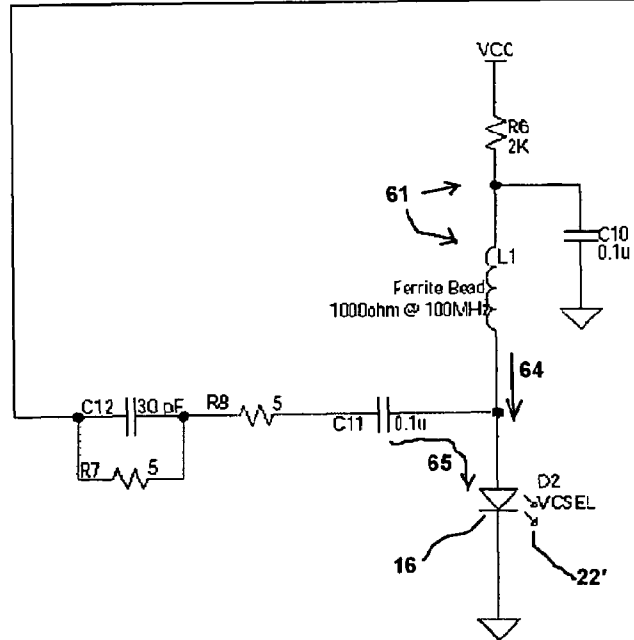 VCC
R6
2K
61
C10
0.1u
L1
Ferrite Bead
1000ohm @ 100MHz
64
C12 30 pF R8 5
C11 0.1u
R7 5
65
D2
VCSEL
16
22'